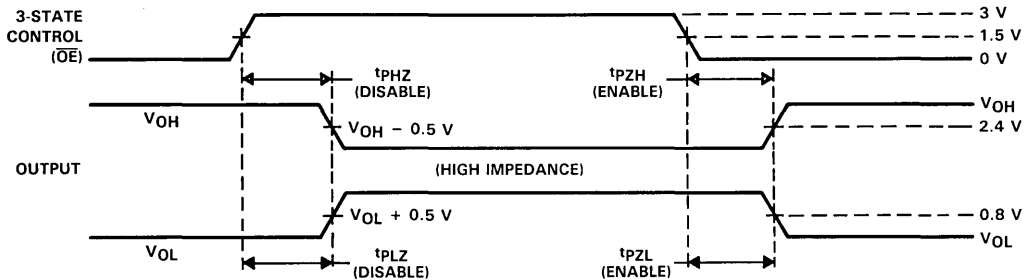 3-STATE
CONTROL
(OE)
3 V
1.5 V
0 V
tPHZ
(DISABLE)
tPZH
(ENABLE)
VOH
VOH − 0.5 V
VOH
2.4 V
OUTPUT
(HIGH IMPEDANCE)
VOL + 0.5 V
0.8 V
VOL
VOL
tPLZ
(DISABLE)
tPZL
(ENABLE)